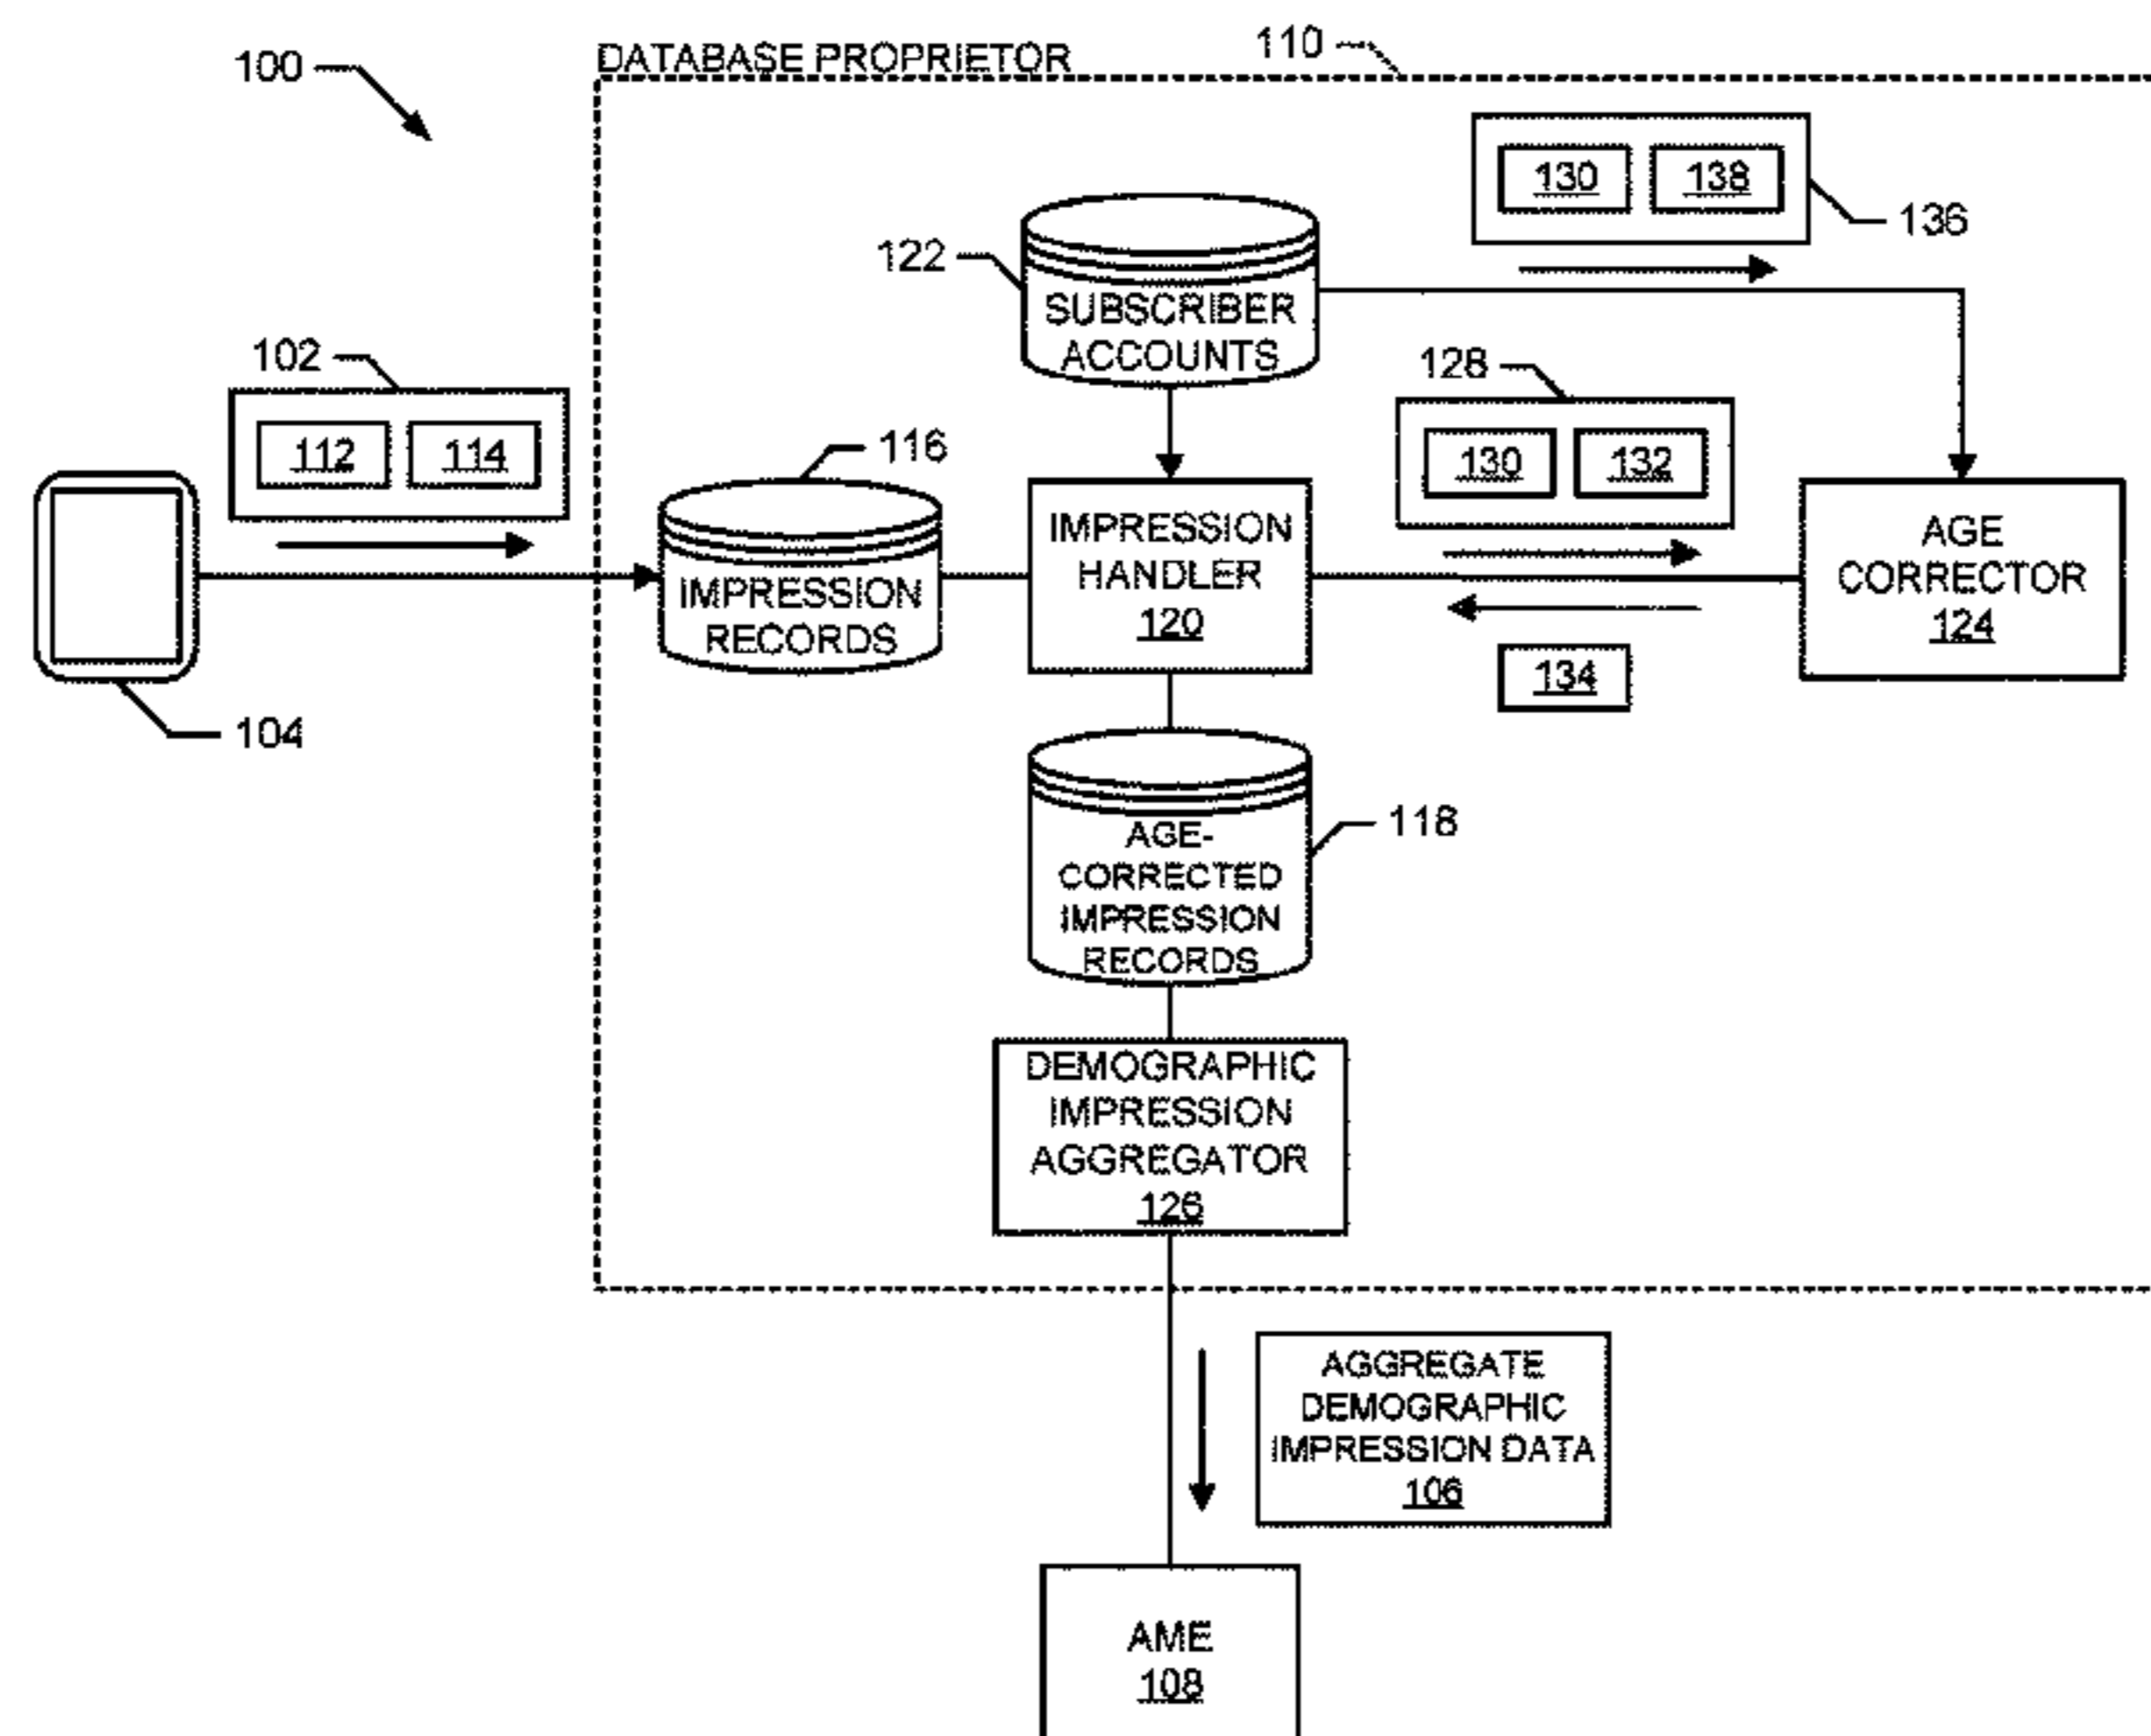 100
DATABASE PROPRIETOR
110
130 138
136
122
SUBSCRIBER
ACCOUNTS
102
112 114
128
130 132
116
IMPRESSION
RECORDS
IMPRESSION
HANDLER
120
AGE
CORRECTOR
124
134
104
AGE-
CORRECTED
IMPRESSION
RECORDS
118
DEMOGRAPHIC
IMPRESSION
AGGREGATOR
126
AGGREGATE
DEMOGRAPHIC
IMPRESSION DATA
106
AME
108